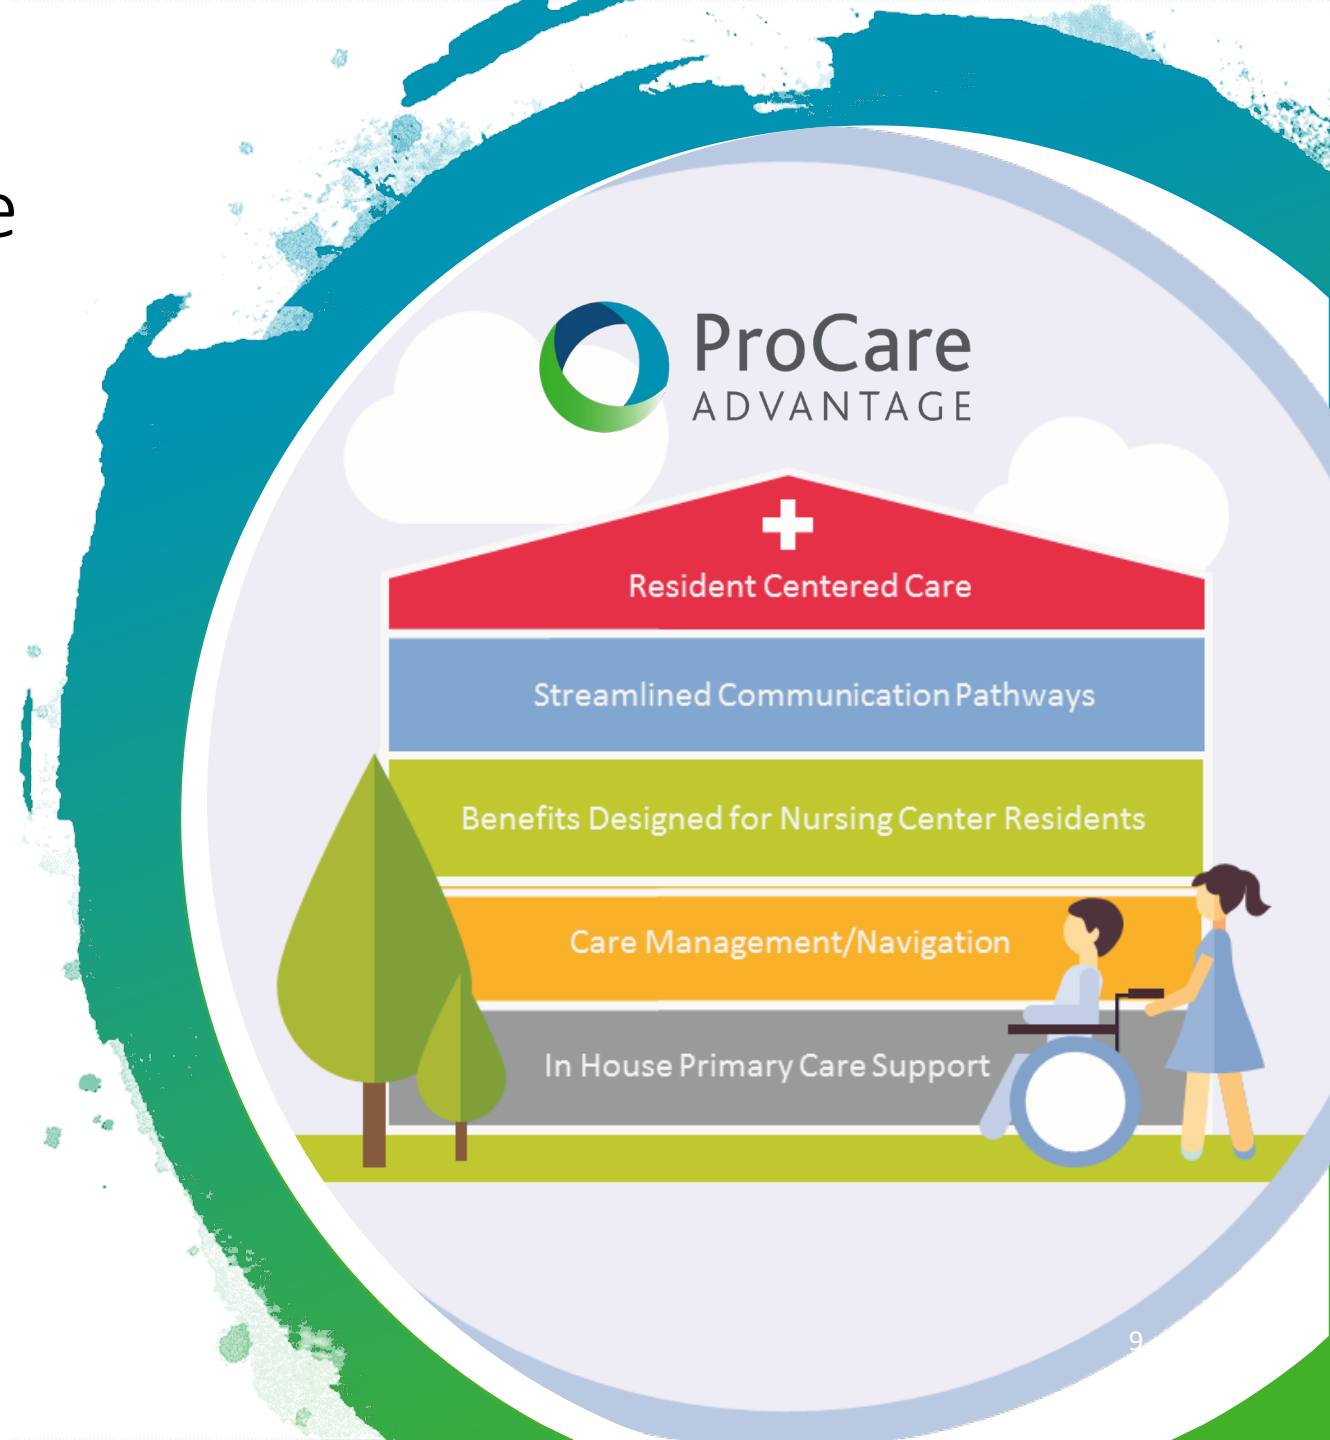 e
ProCare
ADVANTAGE
Resident Centered Care
Streamlined Communication Pathways
Benefits Designed for Nursing Center Residents
Care Management/Navigation
In House Primary Care Support
9